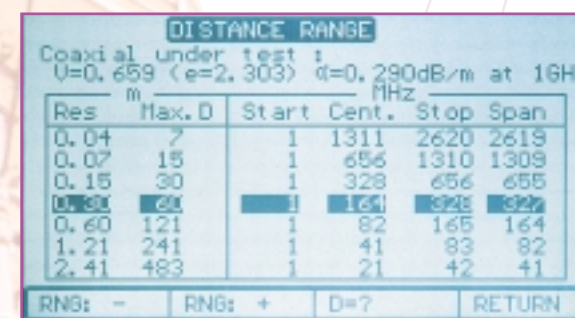 DISTANCE RANGE
Coaxial under test :
V=0.659 (e=2.303) α=0.290dB/m at 1GH
m MHz
Res Max.D Start Cent. Stop Span
0.04 7 1 1311 2620 2619
0.07 15 1 656 1310 1309
0.15 30 1 328 656 655
0.30 60 1 164 328 327
0.60 121 1 82 165 164
1.21 241 1 41 83 82
2.41 483 1 21 42 41
RNG: - RNG: + D=? RETURN